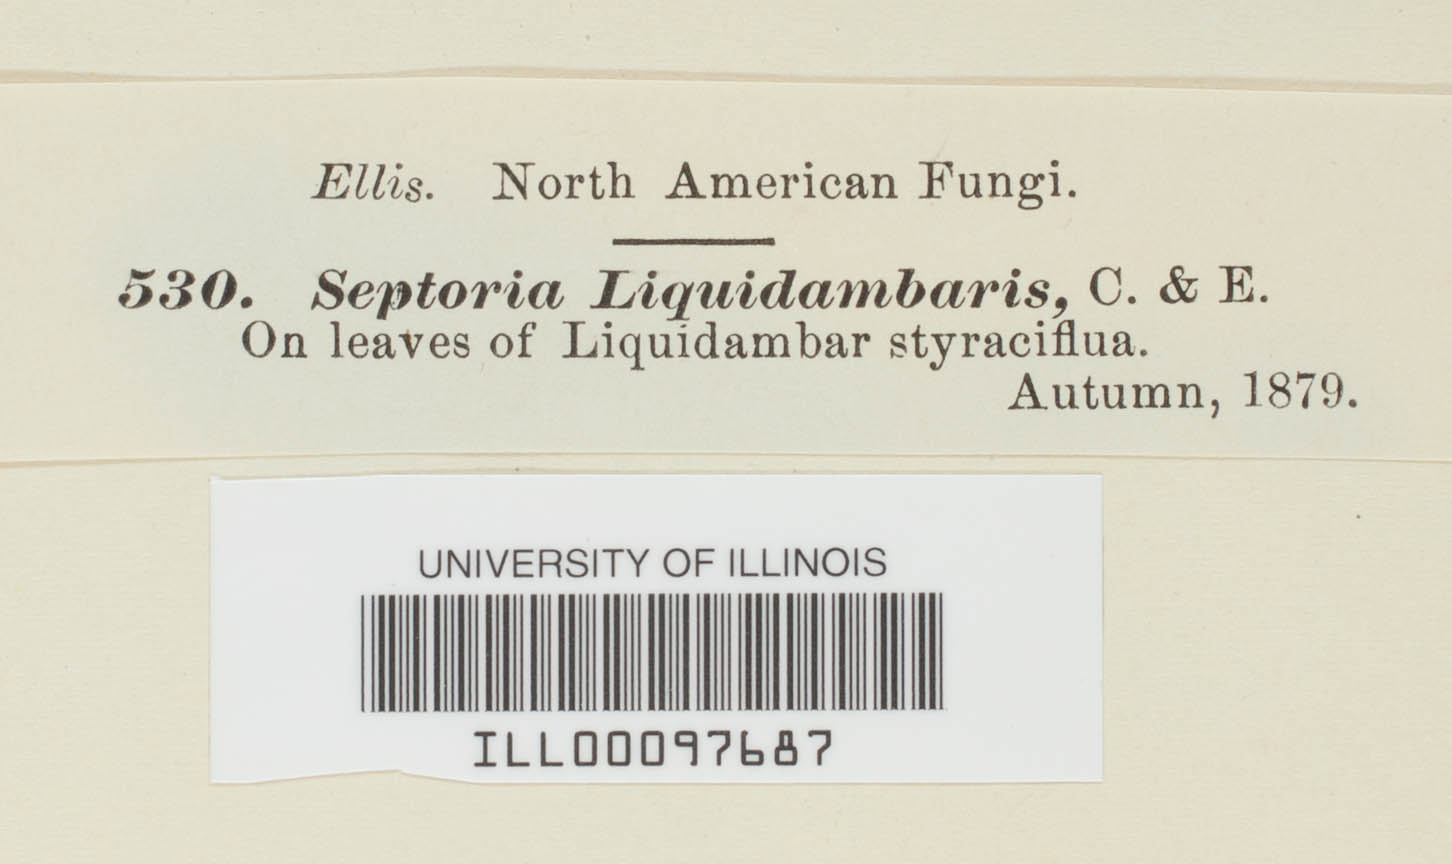 Ellis. North American Fungi.
530. Septoria Liquidambaris, C. & E.
On leaves of Liquidambar styraciflua.
Autumn, 1879.
UNIVERSITY OF ILLINOIS
ILL00097687